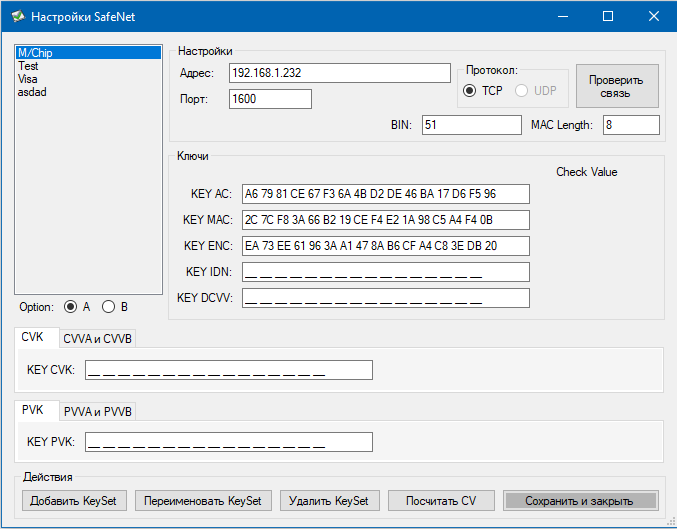 Настройки SafeNet
M/Chip
Test
Visa
asdad
Option: A B
Настройки
Адрес: 192.168.1.232
Порт: 1600
Протокол:
TCP UDP
Проверить
связь
BIN: 51 MAC Length: 8
Ключи
Check Value
KEY AC: A6 79 81 CE 67 F3 6A 4B D2 DE 46 BA 17 D6 F5 96
KEY MAC: 2C 7C F8 3A 66 B2 19 CE F4 E2 1A 98 C5 A4 F4 0B
KEY ENC: EA 73 EE 61 96 3A A1 47 8A B6 CF A4 C8 3E DB 20
KEY IDN: __ __ __ __ __ __ __ __ __ __ __ __ __ __ __ __
KEY DCVV: __ __ __ __ __ __ __ __ __ __ __ __ __ __ __ __
CVK CVVA и CVVB
KEY CVK: __ __ __ __ __ __ __ __ __ __ __ __ __ __ __ __
PVK PVVA и PVVB
KEY PVK: __ __ __ __ __ __ __ __ __ __ __ __ __ __ __ __
Действия
Добавить KeySet Переименовать KeySet Удалить KeySet Посчитать CV Сохранить и закрыть